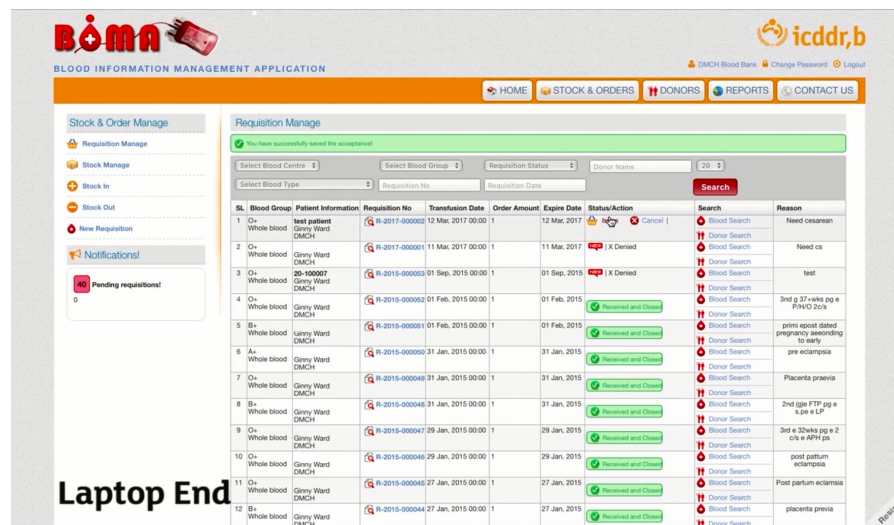 BOMA
icddr,b
BLOOD INFORMATION MANAGEMENT APPLICATION
DMCH Blood Bank Change Password Logout
HOME STOCK & ORDERS DONORS REPORTS CONTACT US
Stock & Order Manage
Requisition Manage
Stock Manage
Stock In
Stock Out
New Requisition
Notifications!
40 Pending requisitions!
0
Requisition Manage
You have successfully saved the acceptance!
Select Blood Centre Select Blood Group Requisition Status Donor Name 20
Select Blood Type Requisition No Requisition Date Search
SL Blood Group Patient Information Requisition No Transfusion Date Order Amount Expire Date Status/Action Search Reason
1 O+ test patient R-2017-000002 12 Mar, 2017 00:00 1 12 Mar, 2017 Cancel | Blood Search Need cesarean
Whole blood Ginny Ward
DMCH Donor Search
2 O+ R-2017-000001 11 Mar, 2017 00:00 1 11 Mar, 2017 NEW | X Denied Blood Search Need cs
Whole blood Ginny Ward
DMCH Donor Search
3 O+ 20-100007 R-2015-000053 01 Sep, 2015 00:00 1 01 Sep, 2015 NEW | X Denied Blood Search test
Whole blood Ginny Ward
DMCH Donor Search
4 O+ R-2015-000052 01 Feb, 2015 00:00 1 01 Feb, 2015 Received and Closed Blood Search 3nd g 37+wks pg e
Whole blood Ginny Ward P/H/O 2c/s
DMCH Donor Search
5 B+ R-2015-000051 01 Feb, 2015 00:00 1 01 Feb, 2015 Received and Closed Blood Search primi epost dated
Whole blood Ginny Ward pregnancy aeeonding
DMCH Donor Search to early
6 A+ R-2015-000050 31 Jan, 2015 00:00 1 31 Jan, 2015 Received and Closed Blood Search pre eclampsia
Whole blood Ginny Ward
DMCH Donor Search
7 O+ R-2015-000049 31 Jan, 2015 00:00 1 31 Jan, 2015 Received and Closed Blood Search Placenta praevia
Whole blood Ginny Ward
DMCH Donor Search
8 B+ R-2015-000048 31 Jan, 2015 00:00 1 31 Jan, 2015 Received and Closed Blood Search 2nd (g)e FTP pg e
Whole blood Ginny Ward s.pe e LP
DMCH Donor Search
9 O+ R-2015-000047 29 Jan, 2015 00:00 1 29 Jan, 2015 Received and Closed Blood Search 3rd e 32wks pg e 2
Whole blood Ginny Ward c/s e APH ps
DMCH Donor Search
10 O+ R-2015-000046 29 Jan, 2015 00:00 1 29 Jan, 2015 Received and Closed Blood Search post pattum
Whole blood Ginny Ward eclampsia
DMCH Donor Search
11 O+ R-2015-000045 27 Jan, 2015 00:00 1 27 Jan, 2015 Received and Closed Blood Search Post partum eclamsia
Whole blood Ginny Ward
DMCH Donor Search
12 B+ R-2015-000044 27 Jan, 2015 00:00 1 27 Jan, 2015 Received and Closed Blood Search placenta previa
Whole blood Ginny Ward
DMCH Donor Search
Laptop End